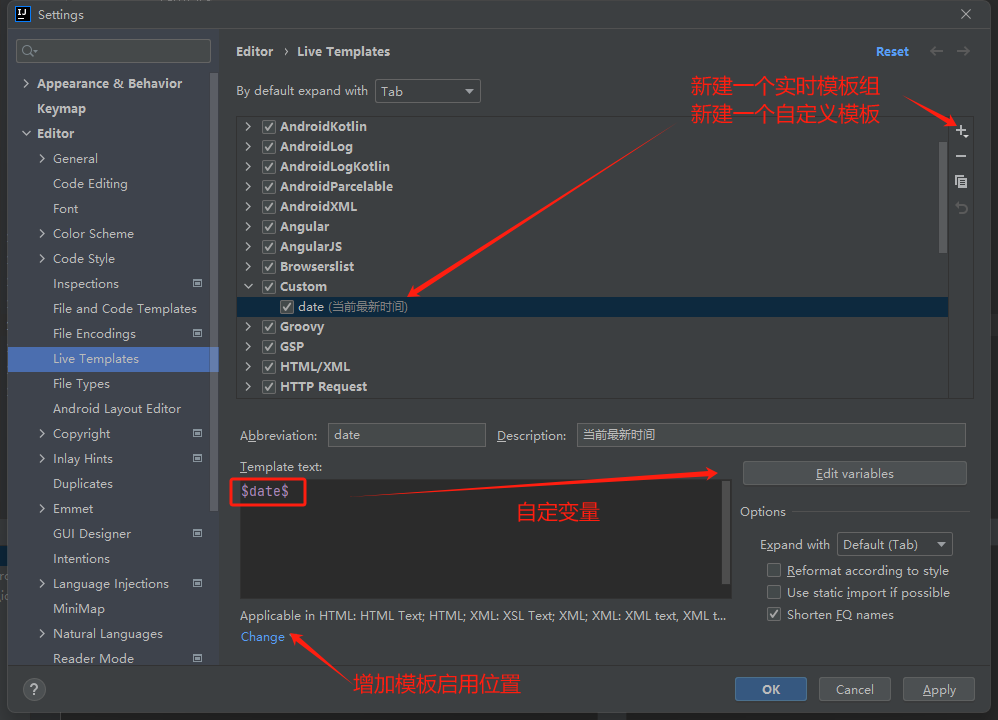 Settings
Editor › Live Templates
Reset
Appearance & Behavior
Keymap
Editor
General
Code Editing
Font
Color Scheme
Code Style
Inspections
File and Code Templates
File Encodings
Live Templates
File Types
Android Layout Editor
Copyright
Inlay Hints
Duplicates
Emmet
GUI Designer
Intentions
Language Injections
MiniMap
Natural Languages
Reader Mode
By default expand with Tab
新建一个实时模板组
新建一个自定义模板
AndroidKotlin
AndroidLog
AndroidLogKotlin
AndroidParcelable
AndroidXML
Angular
AngularJS
Browserslist
Custom
date (当前最新时间)
Groovy
GSP
HTML/XML
HTTP Request
Abbreviation: date Description: 当前最新时间
Template text:
$date$
自定变量
Edit variables
Options
Expand with Default (Tab)
Reformat according to style
Use static import if possible
Shorten FQ names
Applicable in HTML: HTML Text; HTML; XML: XSL Text; XML; XML: XML text, XML t...
Change
增加模板启用位置
?
OK Cancel Apply